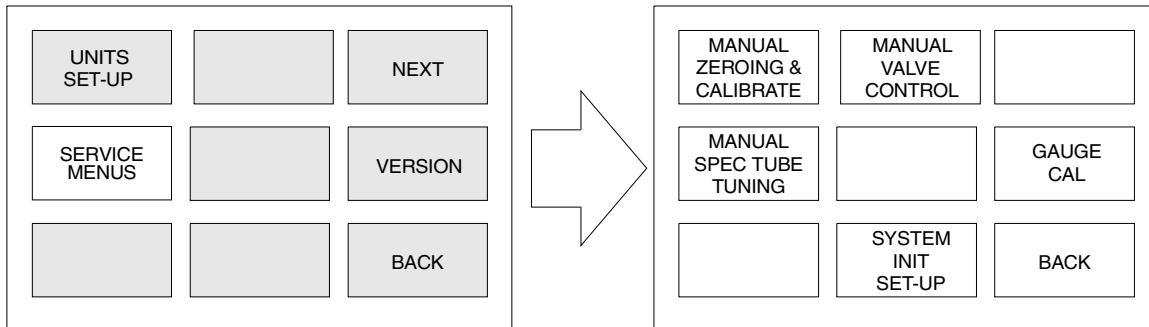 UNITS
SET-UP
NEXT
SERVICE
MENUS
VERSION
BACK
MANUAL
ZEROING &
CALIBRATE
MANUAL
VALVE
CONTROL
MANUAL
SPEC TUBE
TUNING
GAUGE
CAL
SYSTEM
INIT
SET-UP
BACK